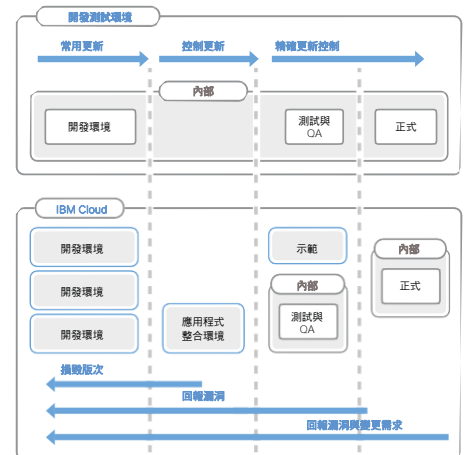 開發測試環境
常用更新
控制更新
精確更新控制
內部
開發環境
測試與
QA
正式
IBM Cloud
開發環境
示範
內部
內部
開發環境
正式
開發環境
應用程式
整合環境
測試與
QA
損毀版次
回報漏洞
回報漏洞與變更需求